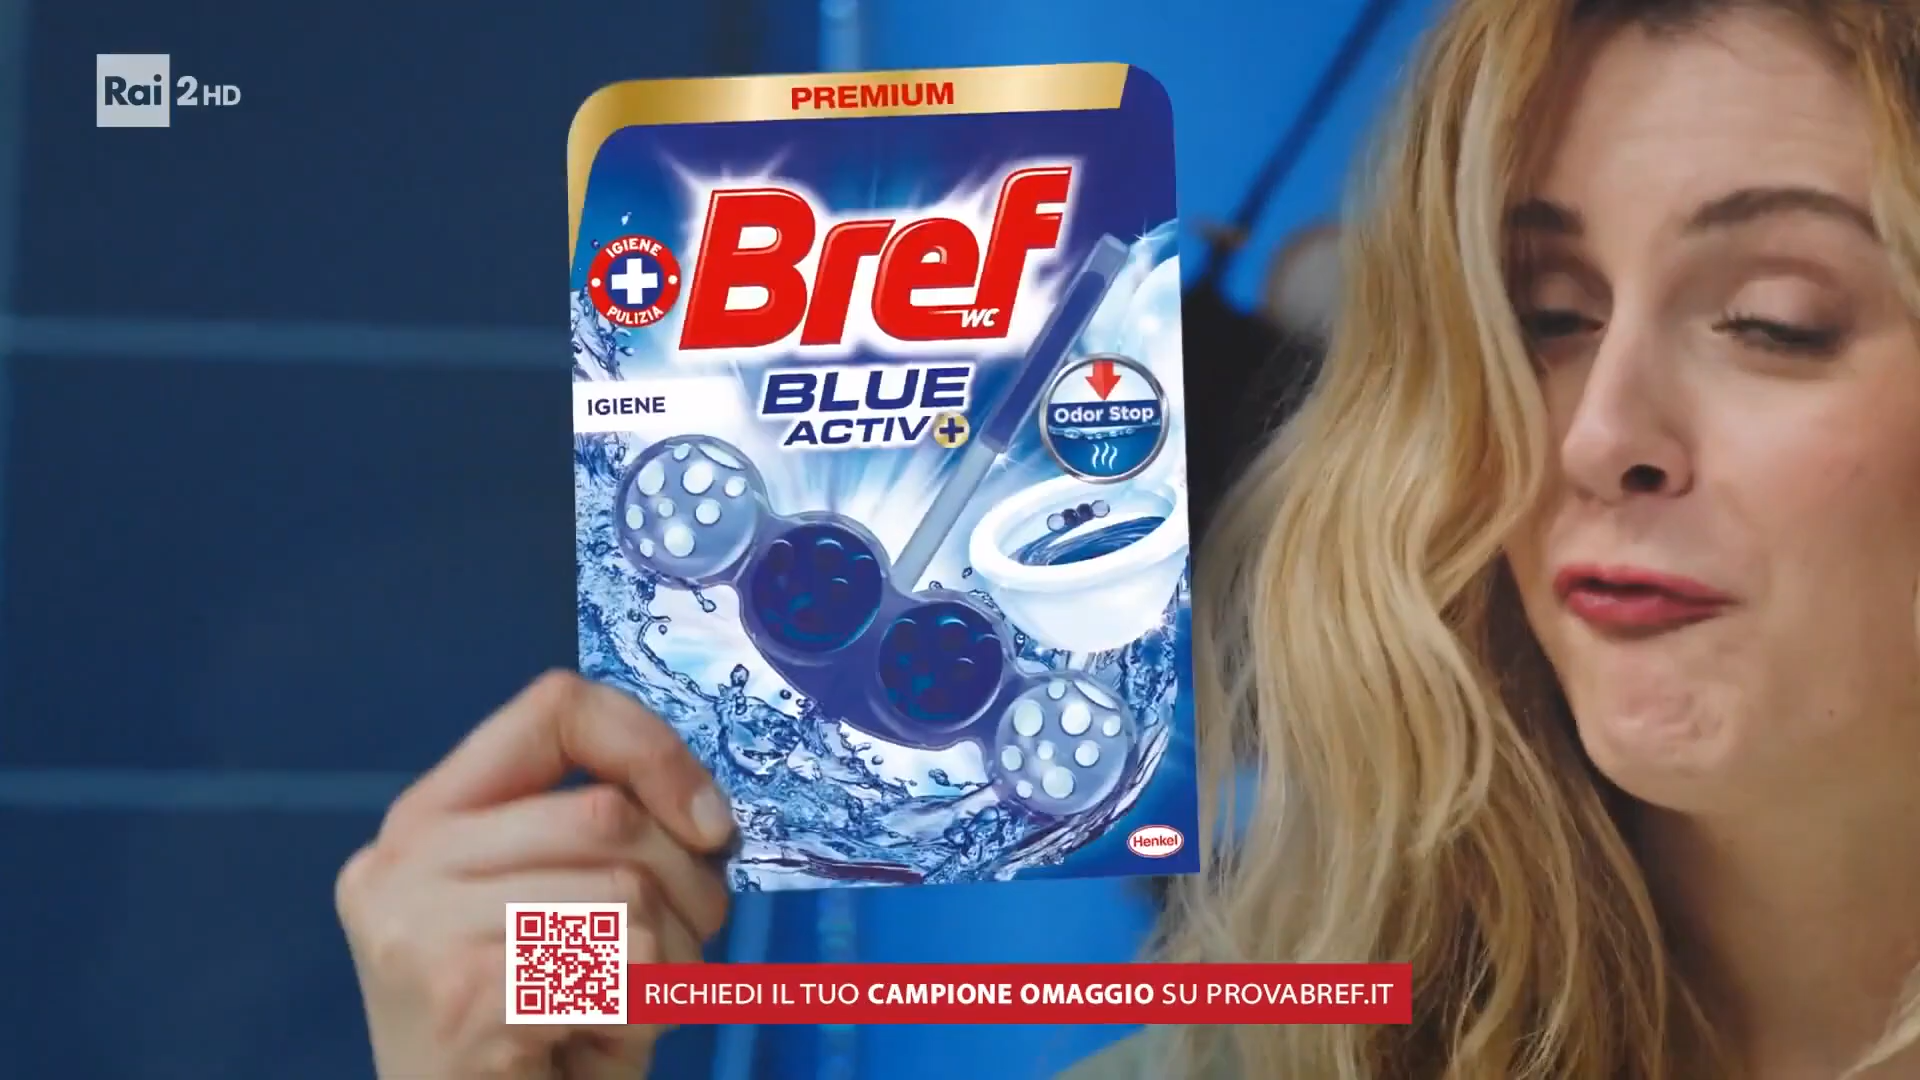 Rai 2 HD
PREMIUM
Bref
WC
IGIENE
PULIZIA
IGIENE
BLUE
ACTIV+
Odor Stop
Henkel
RICHIEDI IL TUO CAMPIONE OMAGGIO SU PROVABREF.IT